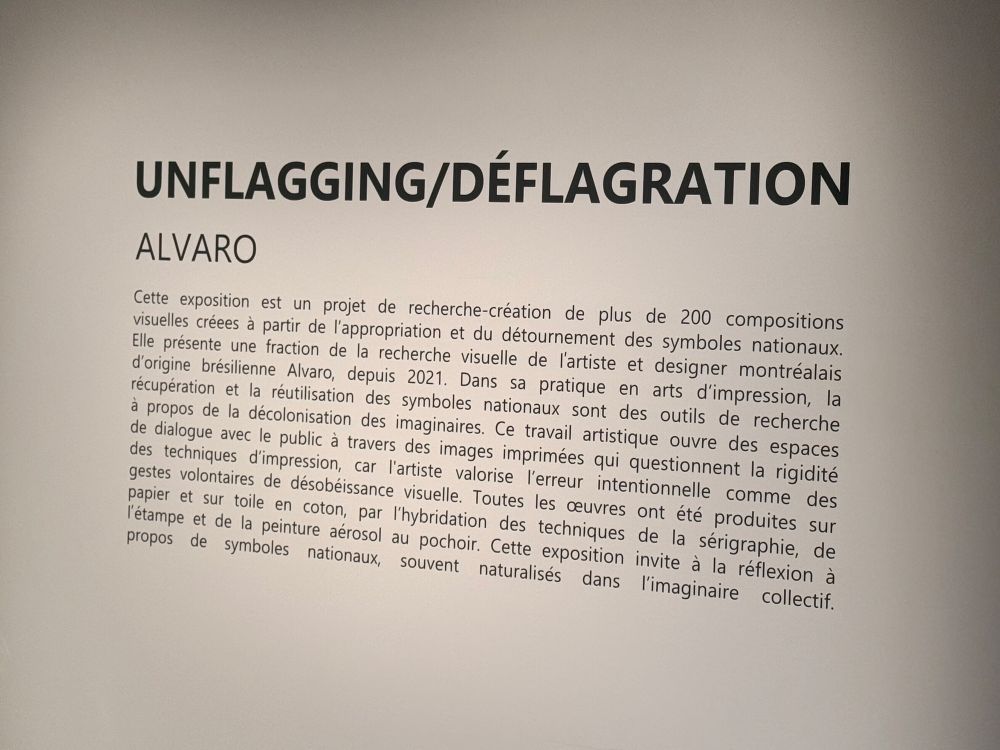 UNFLAGGING/DÉFLAGRATION
ALVARO
Cette exposition est un projet de recherche-création de plus de 200 compositions
visuelles créees à partir de l'appropriation et du détournement des symboles nationaux.
Elle présente une fraction de la recherche visuelle de l'artiste et designer montréalais
d'origine brésilienne Alvaro, depuis 2021. Dans sa pratique en arts d'impression, la
récupération et la réutilisation des symboles nationaux sont des outils de recherche
à propos de la décolonisation des imaginaires. Ce travail artistique ouvre des espaces
de dialogue avec le public à travers des images imprimées qui questionnent la rigidité
des techniques d'impression, car l'artiste valorise l'erreur intentionnelle comme des
gestes volontaires de désobéissance visuelle. Toutes les œuvres ont été produites sur
papier et sur toile en coton, par l'hybridation des techniques de la sérigraphie, de
l'étampe et de la peinture aérosol au pochoir. Cette exposition invite à la réflexion à
propos de symboles nationaux, souvent naturalisés dans l'imaginaire collectif.